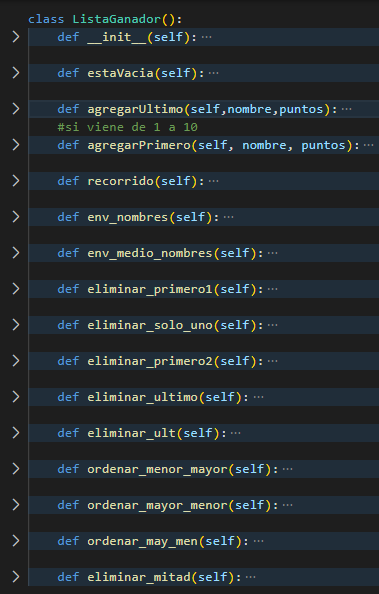 class ListaGanador():
def __init__(self):···
def estaVacia(self):···
def agregarUltimo(self,nombre,puntos):···
#si viene de 1 a 10
def agregarPrimero(self, nombre, puntos):···
def recorrido(self):···
def env_nombres(self):···
def env_medio_nombres(self):···
def eliminar_primero1(self):···
def eliminar_solo_uno(self):···
def eliminar_primero2(self):···
def eliminar_ultimo(self):···
def eliminar_ult(self):···
def ordenar_menor_mayor(self):···
def ordenar_mayor_menor(self):···
def ordenar_may_men(self):···
def eliminar_mitad(self):···